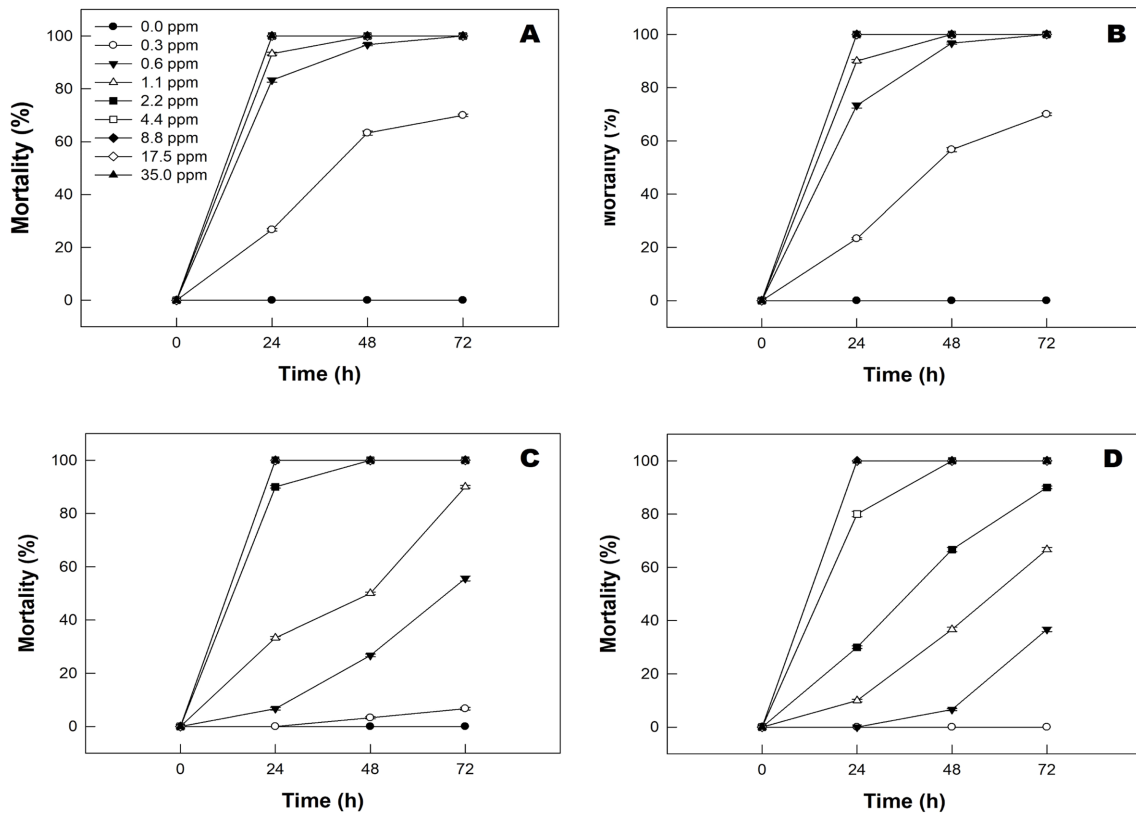 A
0.0 ppm
0.3 ppm
0.6 ppm
1.1 ppm
2.2 ppm
4.4 ppm
8.8 ppm
17.5 ppm
35.0 ppm
Mortality (%)
100
80
60
40
20
0
0 24 48 72
Time (h)
B
Mortality (%)
100
80
60
40
20
0
0 24 48 72
Time (h)
C
Mortality (%)
100
80
60
40
20
0
0 24 48 72
Time (h)
D
Mortality (%)
100
80
60
40
20
0
0 24 48 72
Time (h)